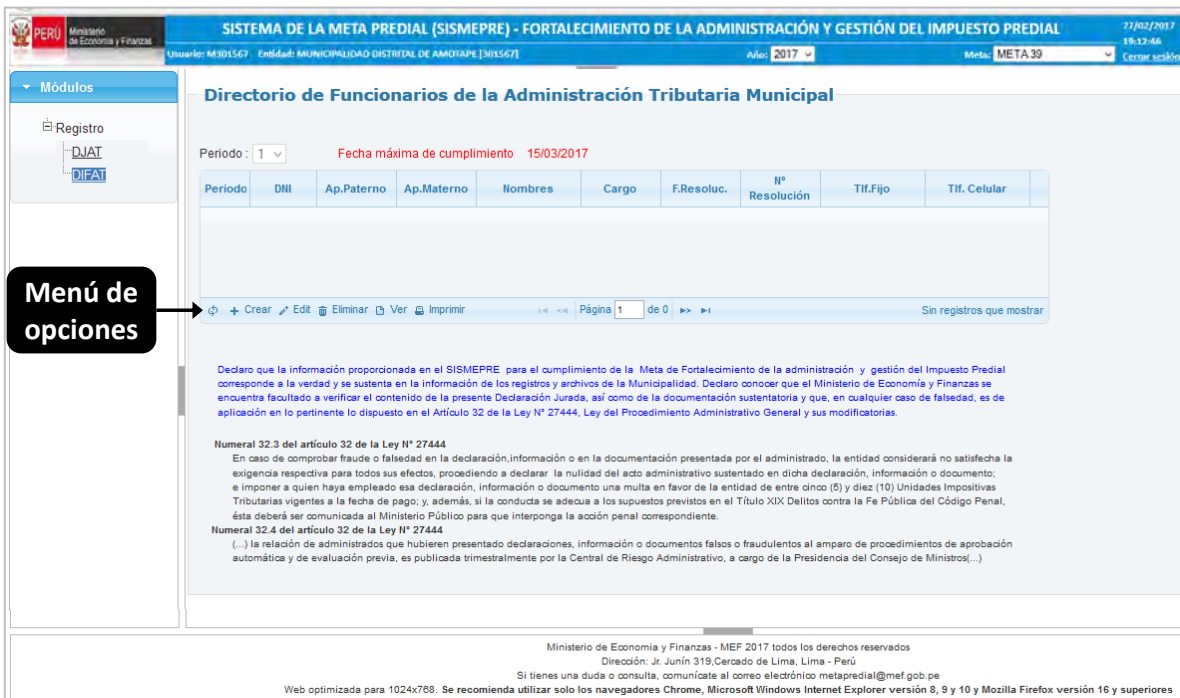 PERÚ Ministerio de Economía y Finanzas
SISTEMA DE LA META PREDIAL (SISMEPRE) - FORTALECIMIENTO DE LA ADMINISTRACIÓN Y GESTIÓN DEL IMPUESTO PREDIAL
27/02/2017
19:12:46
Usuario: M301567 Entidad: MUNICIPALIDAD DISTRITAL DE AMOTAPE [301567] Año: 2017 Meta: META 39 Cerrar sesión
Módulos
Registro
DJAT
DIFAT
Directorio de Funcionarios de la Administración Tributaria Municipal
Periodo : 1 Fecha máxima de cumplimiento 15/03/2017
Periodo DNI Ap.Paterno Ap.Materno Nombres Cargo F.Resoluc. Nº Resolución Tlf.Fijo Tlf. Celular
Menú de
opciones
Crear Edit Eliminar Ver Imprimir Página 1 de 0 Sin registros que mostrar
Declaro que la información proporcionada en el SISMEPRE para el cumplimiento de la Meta de Fortalecimiento de la administración y gestión del Impuesto Predial
corresponde a la verdad y se sustenta en la información de los registros y archivos de la Municipalidad. Declaro conocer que el Ministerio de Economía y Finanzas se
encuentra facultado a verificar el contenido de la presente Declaración Jurada, así como de la documentación sustentatoria y que, en cualquier caso de falsedad, es de
aplicación en lo pertinente lo dispuesto en el Artículo 32 de la Ley N° 27444, Ley del Procedimiento Administrativo General y sus modificatorias.
Numeral 32.3 del artículo 32 de la Ley N° 27444
En caso de comprobar fraude o falsedad en la declaración,información o en la documentación presentada por el administrado, la entidad considerará no satisfecha la
exigencia respectiva para todos sus efectos, procediendo a declarar la nulidad del acto administrativo sustentado en dicha declaración, información o documento;
e imponer a quien haya empleado esa declaración, información o documento una multa en favor de la entidad de entre cinco (5) y diez (10) Unidades Impositivas
Tributarias vigentes a la fecha de pago; y, además, si la conducta se adecua a los supuestos previstos en el Título XIX Delitos contra la Fe Pública del Código Penal,
ésta deberá ser comunicada al Ministerio Público para que interponga la acción penal correspondiente.
Numeral 32.4 del artículo 32 de la Ley N° 27444
(...) la relación de administrados que hubieren presentado declaraciones, información o documentos falsos o fraudulentos al amparo de procedimientos de aprobación
automática y de evaluación previa, es publicada trimestralmente por la Central de Riesgo Administrativo, a cargo de la Presidencia del Consejo de Ministros(...)
Ministerio de Economia y Finanzas - MEF 2017 todos los derechos reservados
Dirección: Jr. Junín 319,Cercado de Lima, Lima - Perú
Si tienes una duda o consulta, comunícate al correo electrónico metapredial@mef.gob.pe
Web optimizada para 1024x768. Se recomienda utilizar solo los navegadores Chrome, Microsoft Windows Internet Explorer versión 8, 9 y 10 y Mozilla Firefox versión 16 y superiores